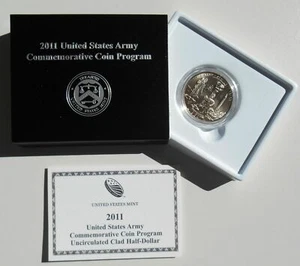 2011 United States Army
Commemorative Coin Program
UNITED STATES MINT
2011
United States Army
Commemorative Coin Program
Uncirculated Clad Half-Dollar